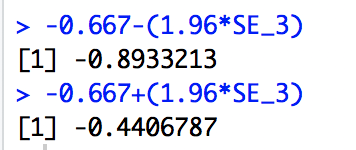 > -0.667-(1.96*SE_3)
[1] -0.8933213
> -0.667+(1.96*SE_3)
[1] -0.4406787